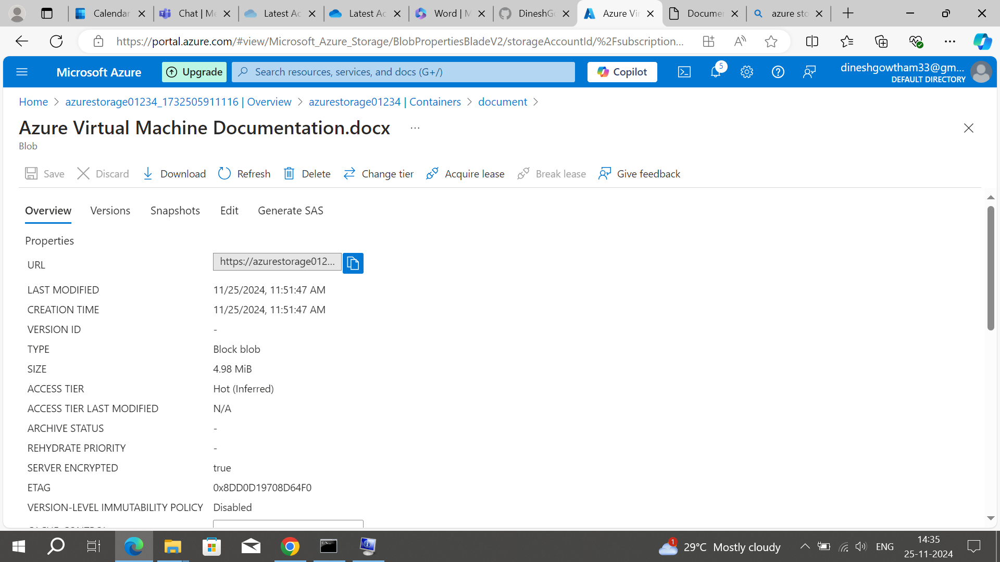 Calendar
Chat | Me
Latest Ac
Latest Ac
Word | M
DineshGo
Azure Vir
Documen
azure sto
https://portal.azure.com/#view/Microsoft_Azure_Storage/BlobPropertiesBladeV2/storageAccountId/%2Fsubscription...
Microsoft Azure
Upgrade
Search resources, services, and docs (G+/)
Copilot
5
dineshgowtham33@gm...
DEFAULT DIRECTORY
Home > azurestorage01234_1732505911116 | Overview > azurestorage01234 | Containers > document >
Azure Virtual Machine Documentation.docx ...
Blob
Save Discard Download Refresh Delete Change tier Acquire lease Break lease Give feedback
Overview Versions Snapshots Edit Generate SAS
Properties
URL https://azurestorage012...
LAST MODIFIED 11/25/2024, 11:51:47 AM
CREATION TIME 11/25/2024, 11:51:47 AM
VERSION ID -
TYPE Block blob
SIZE 4.98 MiB
ACCESS TIER Hot (Inferred)
ACCESS TIER LAST MODIFIED N/A
ARCHIVE STATUS -
REHYDRATE PRIORITY -
SERVER ENCRYPTED true
ETAG 0x8DD0D19708D64F0
VERSION-LEVEL IMMUTABILITY POLICY Disabled
1 29°C Mostly cloudy
ENG
14:35
25-11-2024